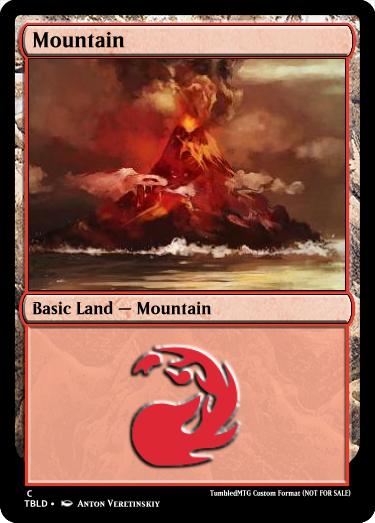 Mountain
Basic Land — Mountain
C
TumbledMTG Custom Format (NOT FOR SALE)
TBLD • Anton Veretinskiy